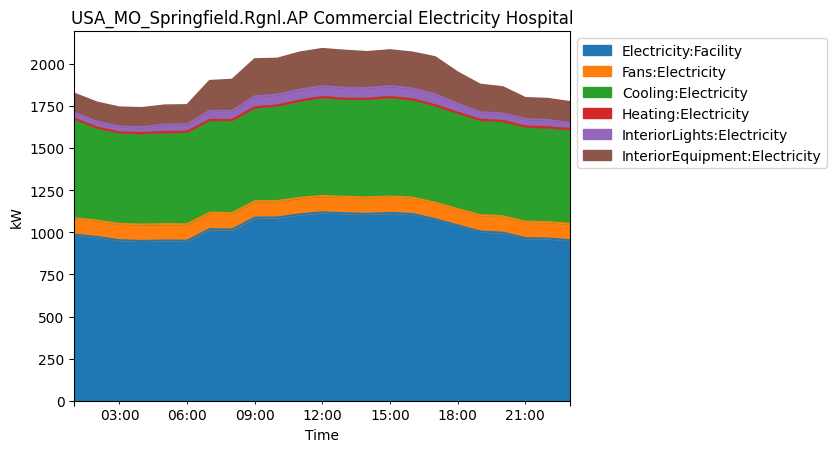 USA_MO_Springfield.Rgnl.AP Commercial Electricity Hospital
Electricity:Facility
Fans:Electricity
Cooling:Electricity
Heating:Electricity
InteriorLights:Electricity
InteriorEquipment:Electricity
kW
2000
1750
1500
1250
1000
750
500
250
0
03:00 06:00 09:00 12:00 15:00 18:00 21:00
Time